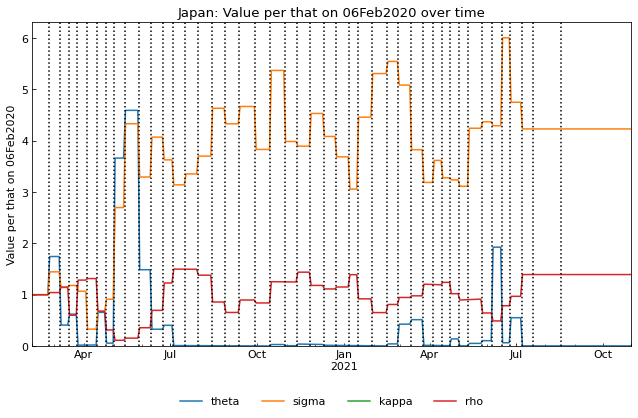 Japan: Value per that on 06Feb2020 over time
Value per that on 06Feb2020
6
5
4
3
2
1
0
Apr Jul Oct Jan Apr Jul Oct
2021
theta sigma kappa rho